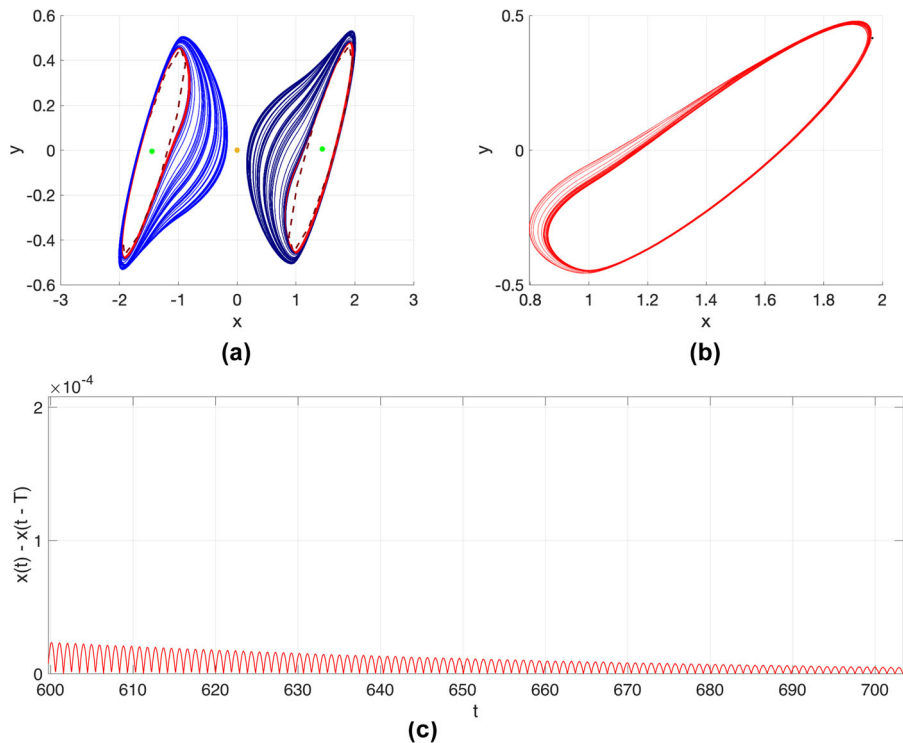 0.6
0.4
0.2
0
-0.2
-0.4
-0.6
y
-3 -2 -1 0 1 2 3
x
(a)
0.5
0
-0.5
y
0.8 1 1.2 1.4 1.6 1.8 2
x
(b)
×10⁻⁴
2
1
0
x(t) - x(t - T)
600 610 620 630 640 650 660 670 680 690 700
t
(c)